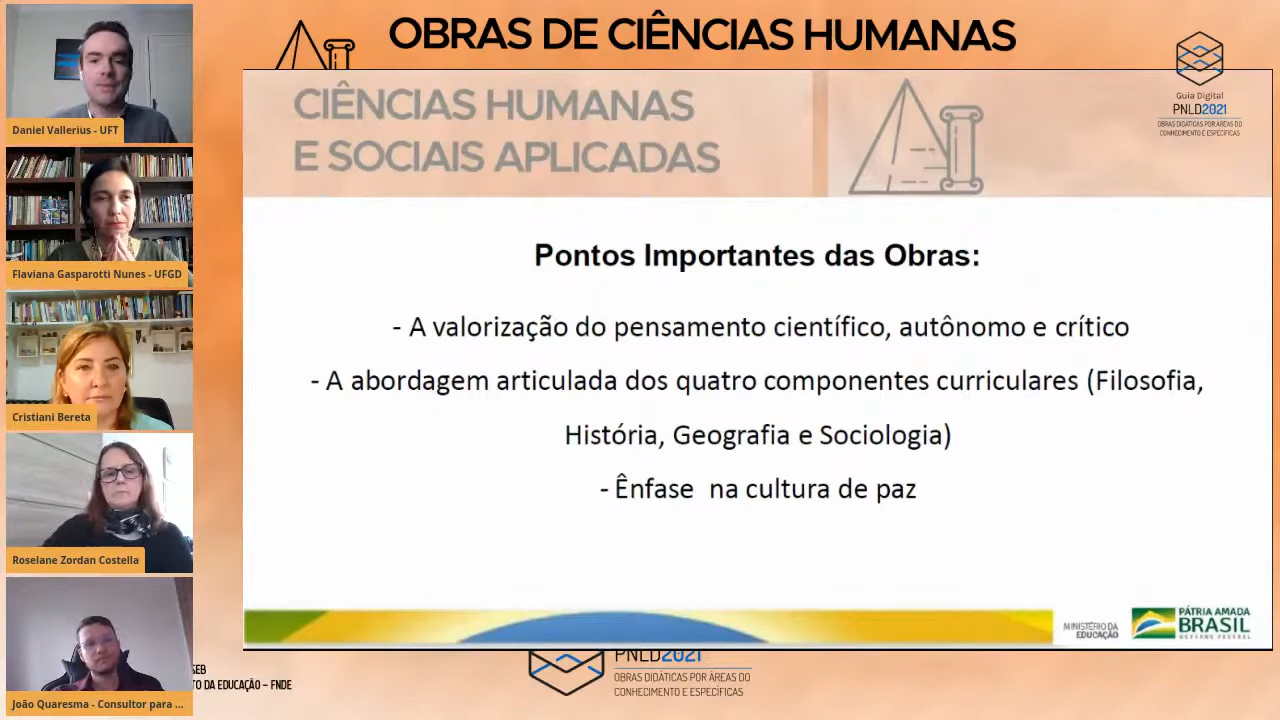 OBRAS DE CIÊNCIAS HUMANAS
Guia Digital
PNLD2021
OBRAS DIDÁTICAS POR ÁREAS DO
CONHECIMENTO E ESPECÍFICAS
CIÊNCIAS HUMANAS
E SOCIAIS APLICADAS
Pontos Importantes das Obras:
- A valorização do pensamento científico, autônomo e crítico
- A abordagem articulada dos quatro componentes curriculares (Filosofia,
História, Geografia e Sociologia)
- Ênfase na cultura de paz
MINISTÉRIO DA
EDUCAÇÃO
PÁTRIA AMADA
BRASIL
GOVERNO FEDERAL
Daniel Vallerius - UFT
Flaviana Gasparotti Nunes - UFGD
Cristiani Bereta
Roselane Zordan Costella
João Quaresma - Consultor para ...
SEB
TO DA EDUCAÇÃO – FNDE
PNLD2021
OBRAS DIDÁTICAS POR ÁREAS DO
CONHECIMENTO E ESPECÍFICAS